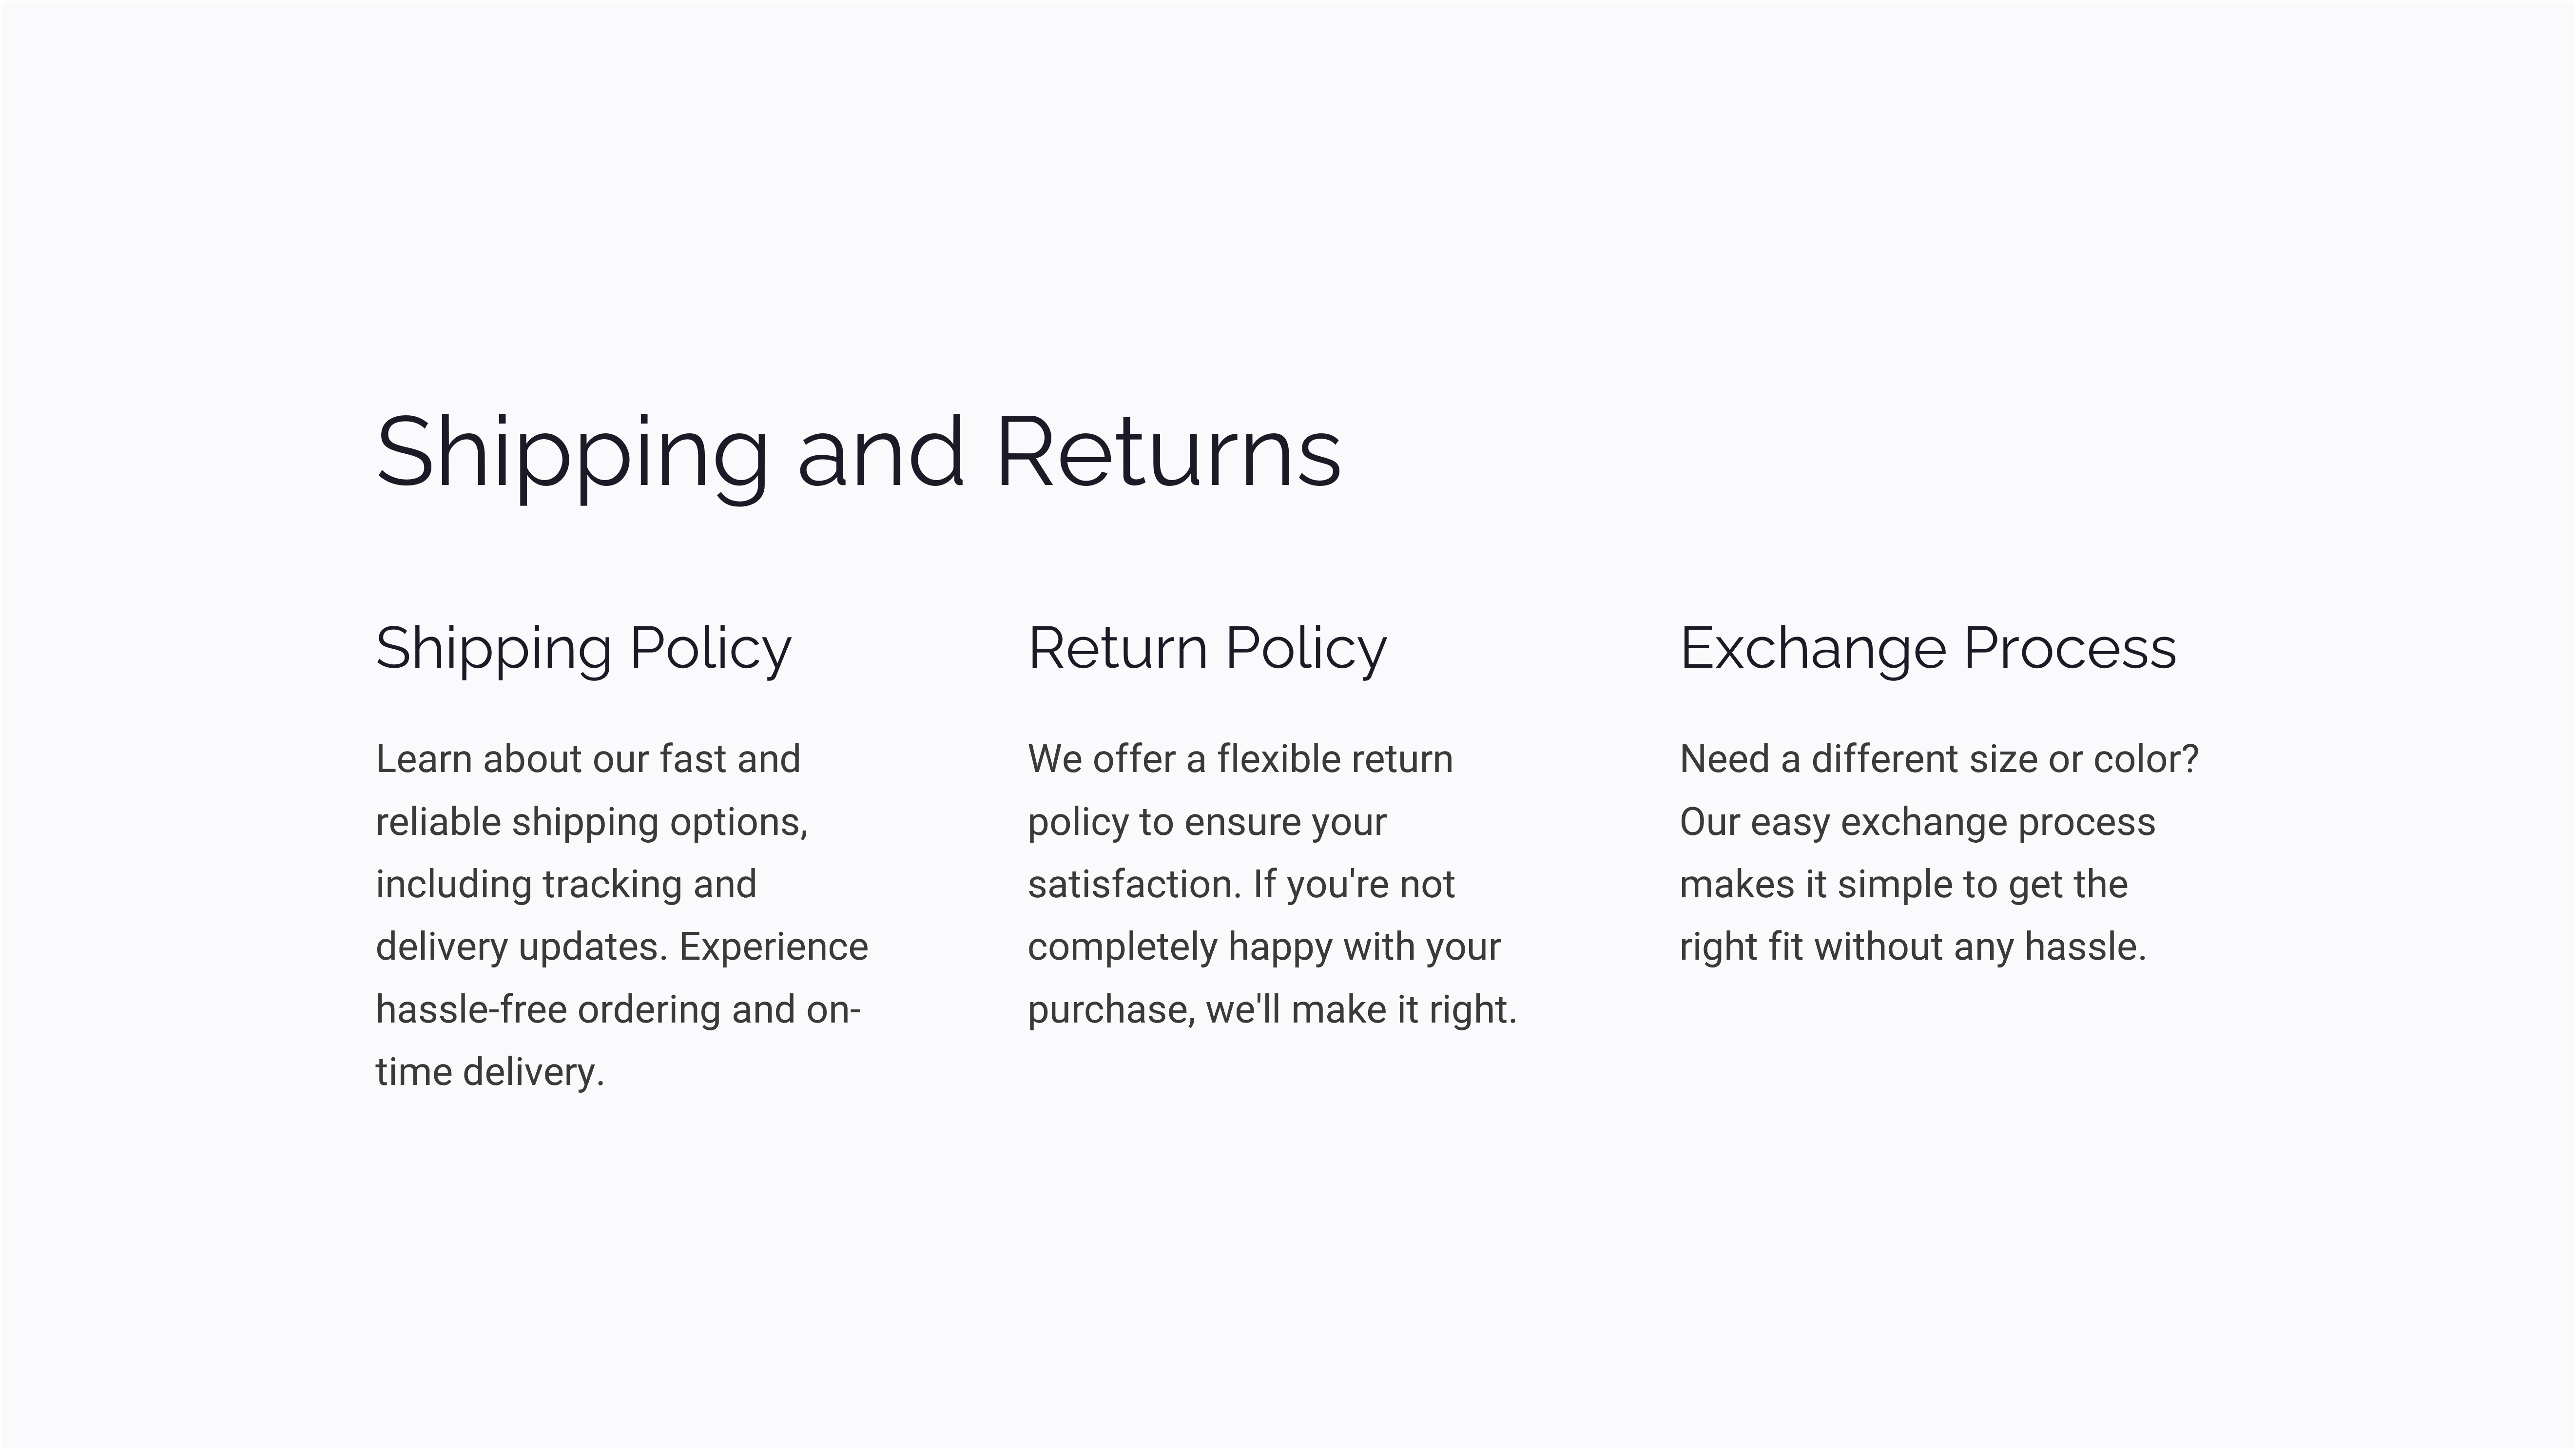 Shipping and Returns
Shipping Policy
Learn about our fast and
reliable shipping options,
including tracking and
delivery updates. Experience
hassle-free ordering and on-
time delivery.
Return Policy
We offer a flexible return
policy to ensure your
satisfaction. If you're not
completely happy with your
purchase, we'll make it right.
Exchange Process
Need a different size or color?
Our easy exchange process
makes it simple to get the
right fit without any hassle.